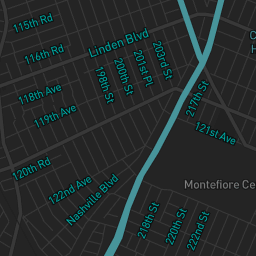 115th Rd
116th Rd
Linden Blvd
203rd St
201st Pl
200th St
198th St
118th Ave
119th Ave
217th St
121st Ave
120th Rd
122nd Ave
Nashville Blvd
Montefiore Ce
218th St
220th St
222nd St